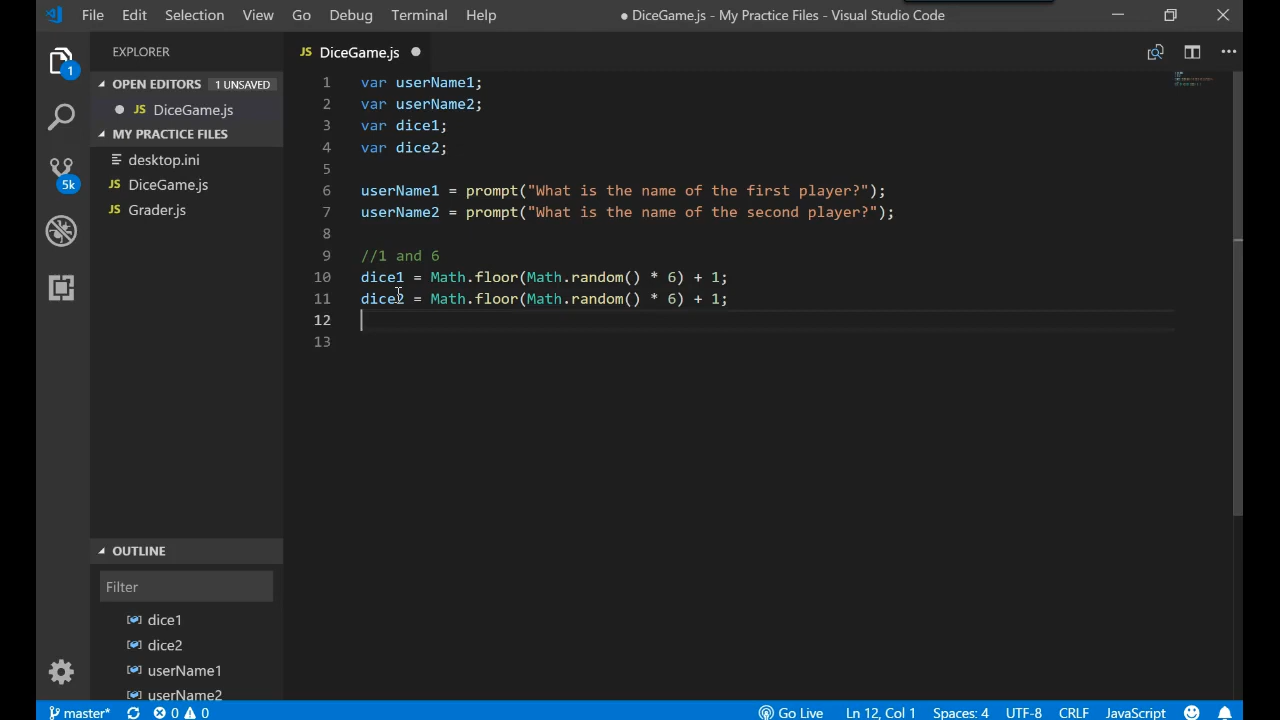 File Edit Selection View Go Debug Terminal Help ● DiceGame.js - My Practice Files - Visual Studio Code
EXPLORER
OPEN EDITORS 1 UNSAVED
JS DiceGame.js
MY PRACTICE FILES
desktop.ini
JS DiceGame.js
JS Grader.js
1
5k
OUTLINE
Filter
dice1
dice2
userName1
userName2
JS DiceGame.js
1 var userName1;
2 var userName2;
3 var dice1;
4 var dice2;
5
6 userName1 = prompt("What is the name of the first player?");
7 userName2 = prompt("What is the name of the second player?");
8
9 //1 and 6
10 dice1 = Math.floor(Math.random() * 6) + 1;
11 dice2 = Math.floor(Math.random() * 6) + 1;
12
13
master* 0 0 Go Live Ln 12, Col 1 Spaces: 4 UTF-8 CRLF JavaScript